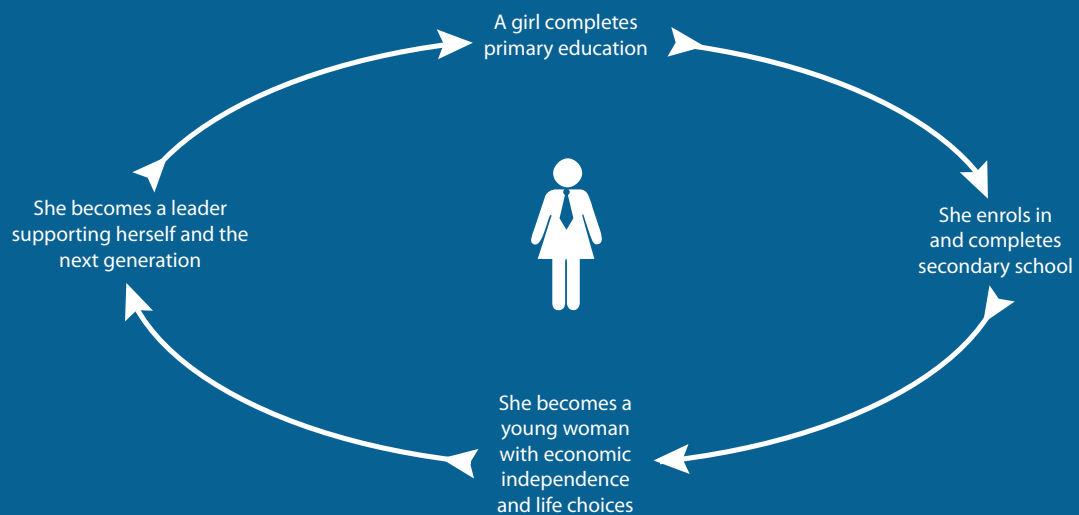 A girl completes
primary education
She enrols in
and completes
secondary school
She becomes a
young woman
with economic
independence
and life choices
She becomes a leader
supporting herself and the
next generation